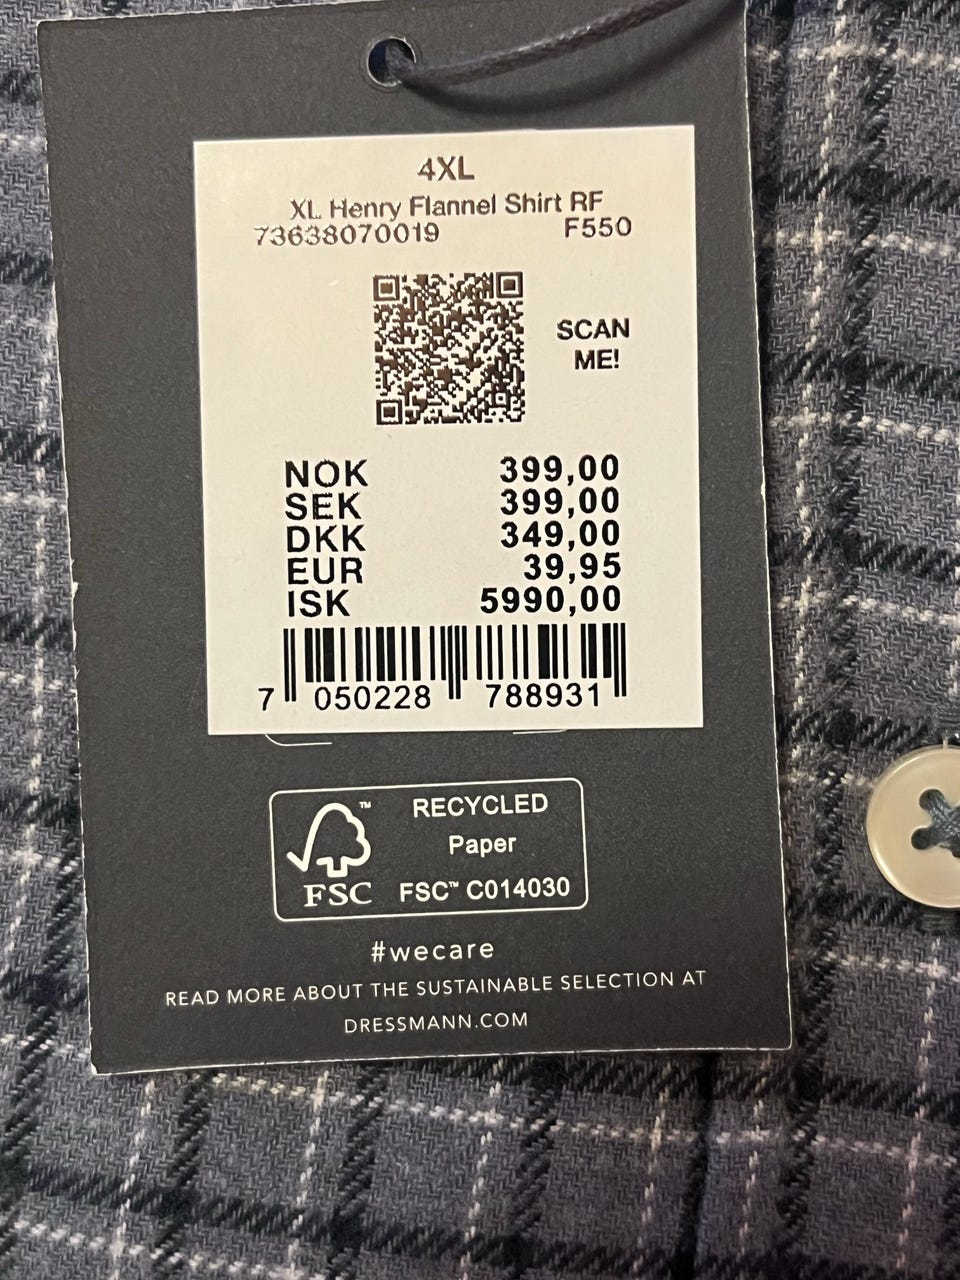 4XL
XL Henry Flannel Shirt RF
73638070019 F550
SCAN
ME!
NOK 399,00
SEK 399,00
DKK 349,00
EUR 39,95
ISK 5990,00
7 050228 788931
™
RECYCLED
Paper
FSC FSC™ C014030
#wecare
READ MORE ABOUT THE SUSTAINABLE SELECTION AT
DRESSMANN.COM